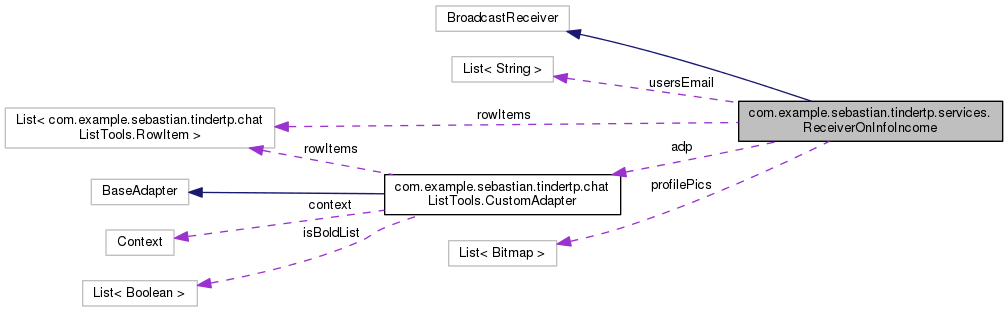 BroadcastReceiver
List< String >
usersEmail
com.example.sebastian.tindertp.services.
ReceiverOnInfoIncome
List< com.example.sebastian.tindertp.chat
ListTools.RowItem >
rowItems
rowItems
adp
BaseAdapter
com.example.sebastian.tindertp.chat
ListTools.CustomAdapter
profilePics
context
Context
isBoldList
List< Bitmap >
List< Boolean >